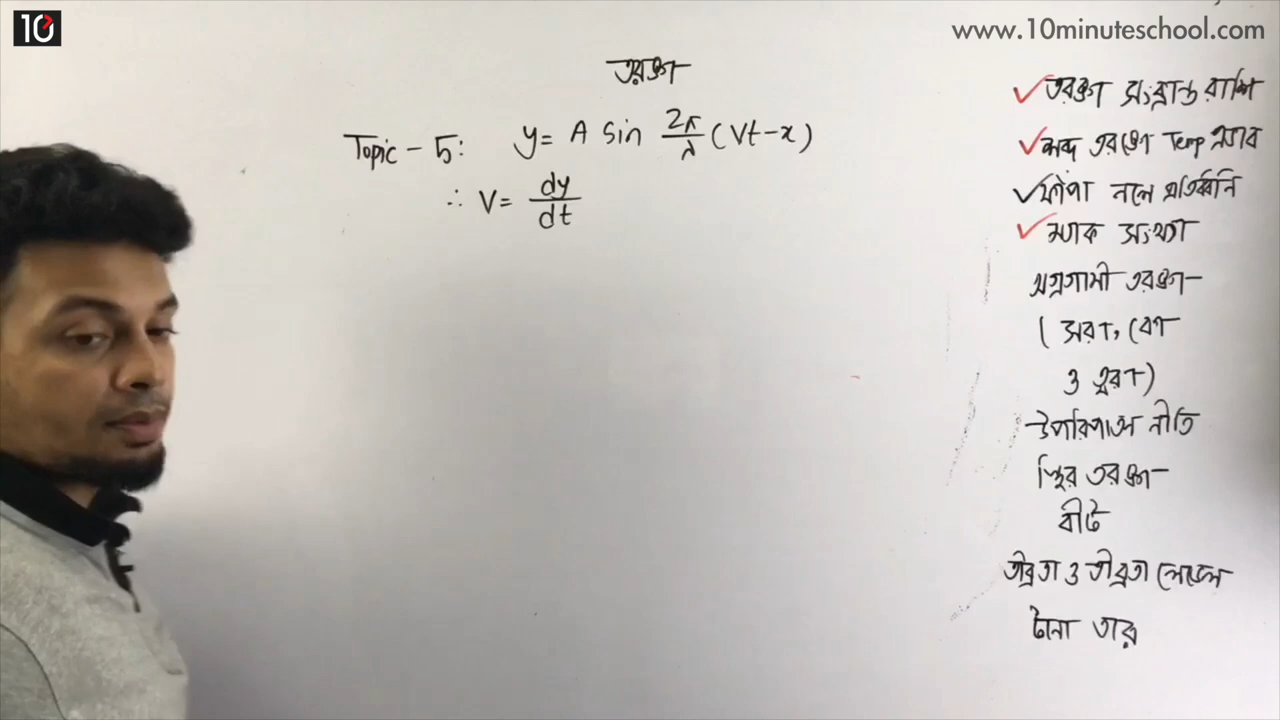 10
www.10minuteschool.com
তরঙ্গ
Topic - 5: y = A sin 2π/λ (Vt - x)
∴ V = dy/dt
✓ তরঙ্গ সংক্রান্ত রাশি
✓ শব্দ তরঙ্গে Temp প্রভাব
✓ ফাঁপা নলে প্রতিধ্বনি
✓ ম্যাক সংখ্যা
অগ্রগামী তরঙ্গ
( সরণ, বেগ
ও ত্বরণ)
উপরিপাতন নীতি
স্থির তরঙ্গ
বীট
তীব্রতা ও তীব্রতা লেভেল
টানা তার